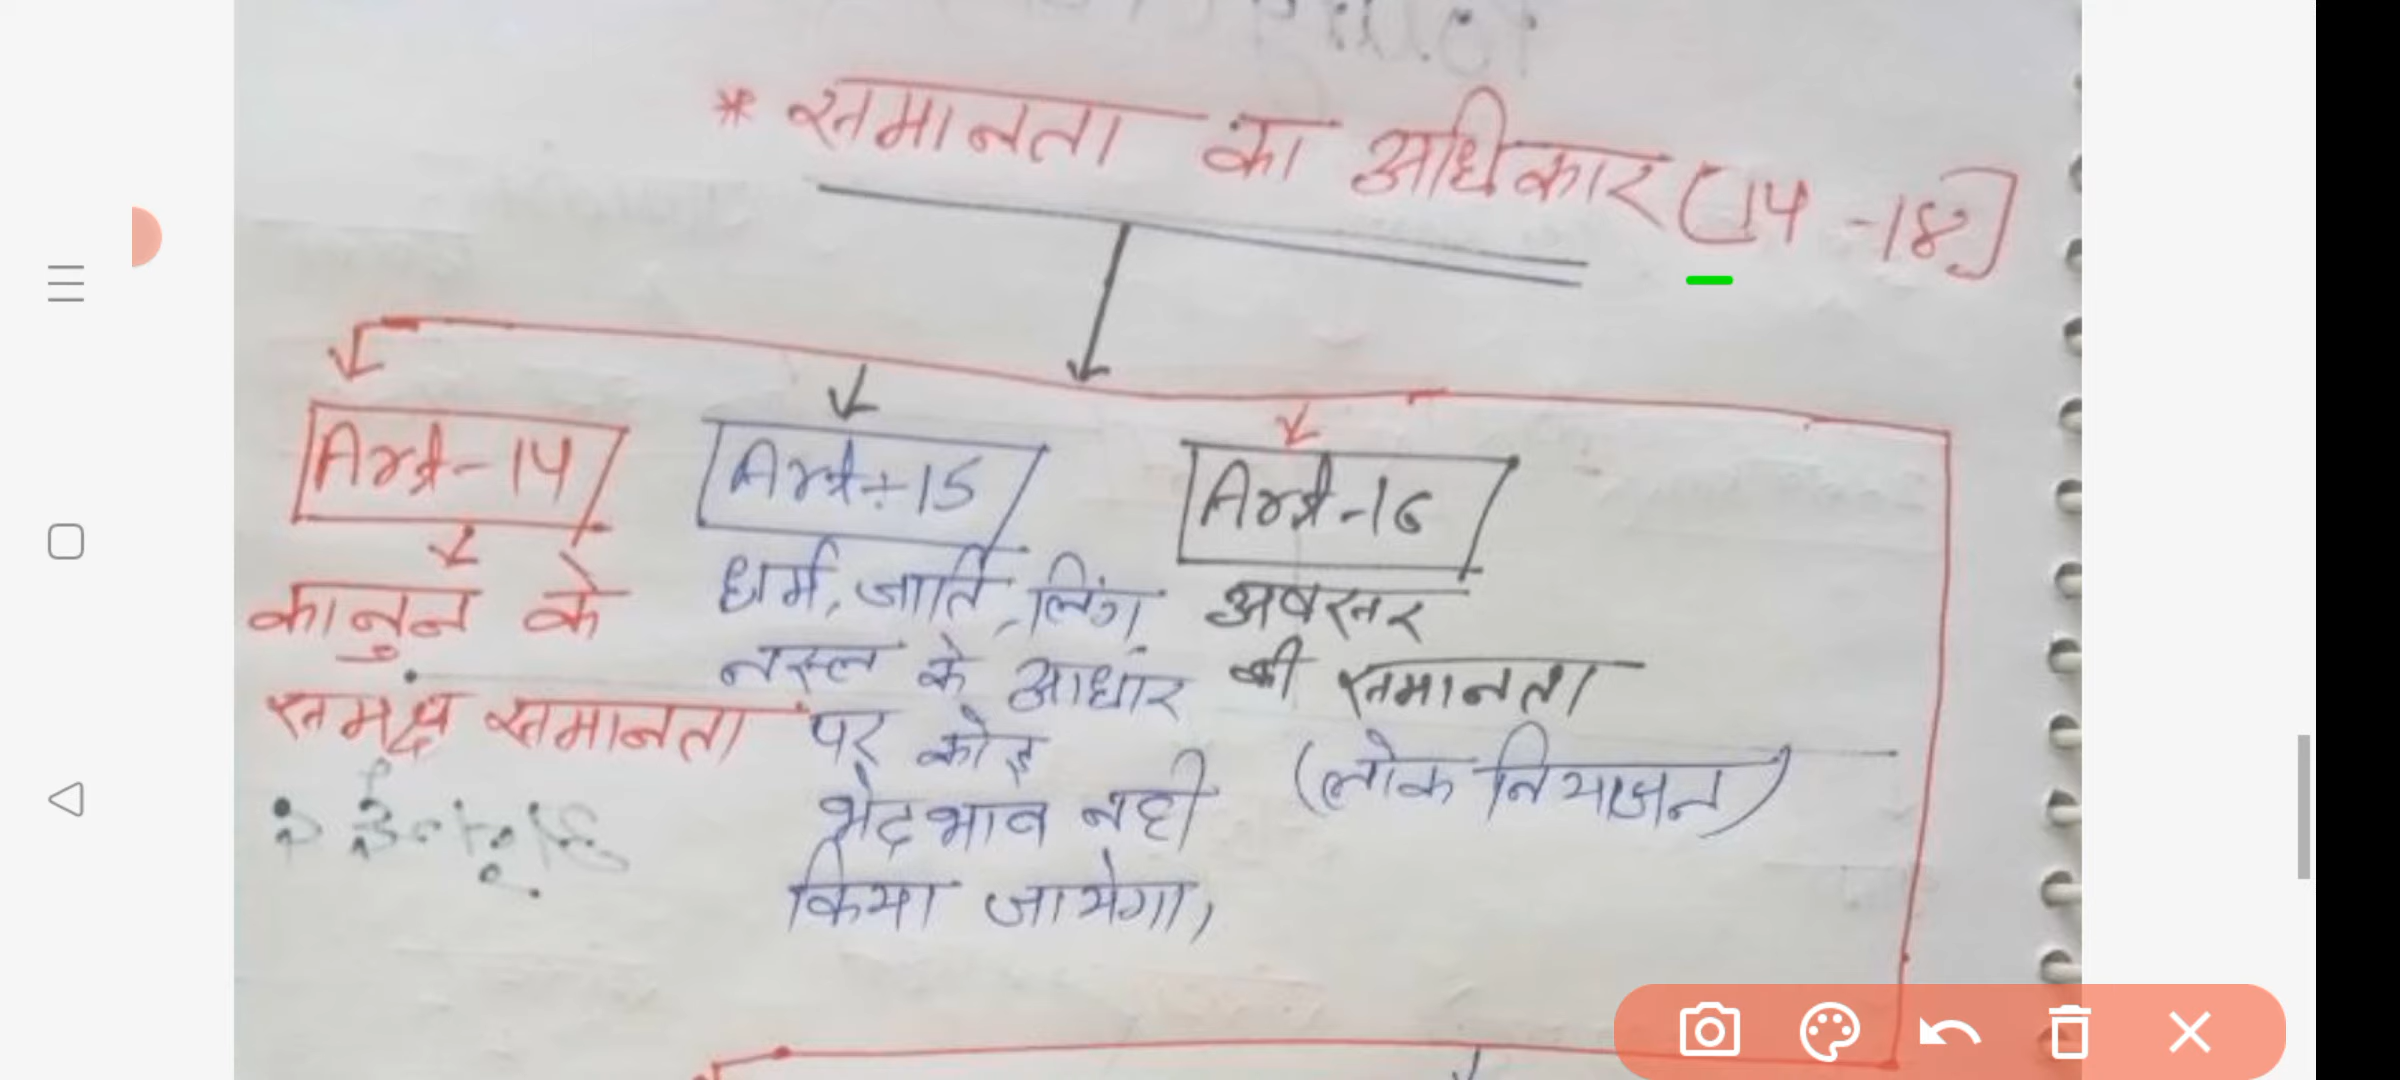 * समानता का अधिकार [14 -18]
Art - 14
कानुन के
समक्ष समानता
Art - 15
धर्म, जाति, लिंग,
नस्ल के आधार
पर कोइ
भेदभाव नही
किया जायेगा,
Art - 16
अवसर
की समानता
(लोक नियाजन)